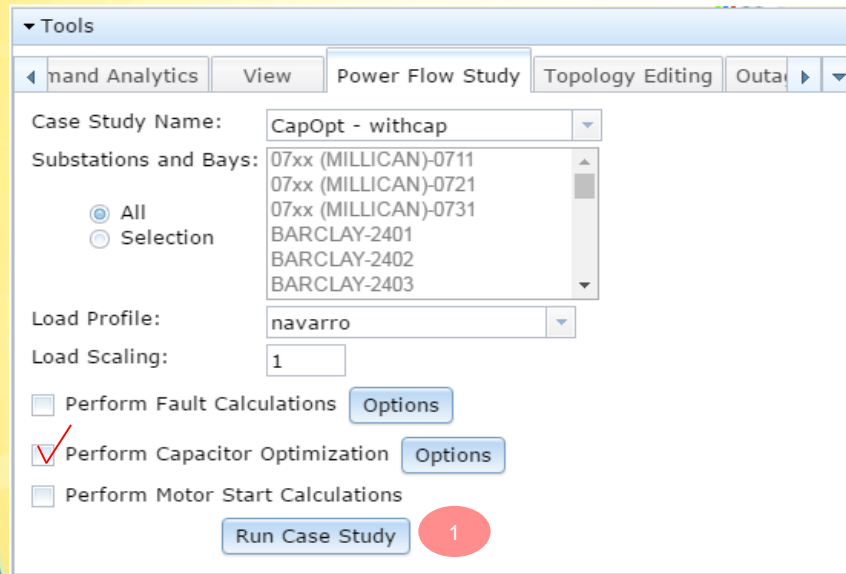 Tools
mand Analytics View Power Flow Study Topology Editing Outag
Case Study Name: CapOpt - withcap
Substations and Bays: 07xx (MILLICAN)-0711
07xx (MILLICAN)-0721
All 07xx (MILLICAN)-0731
Selection BARCLAY-2401
BARCLAY-2402
BARCLAY-2403
Load Profile: navarro
Load Scaling: 1
Perform Fault Calculations Options
Perform Capacitor Optimization Options
Perform Motor Start Calculations
Run Case Study 1